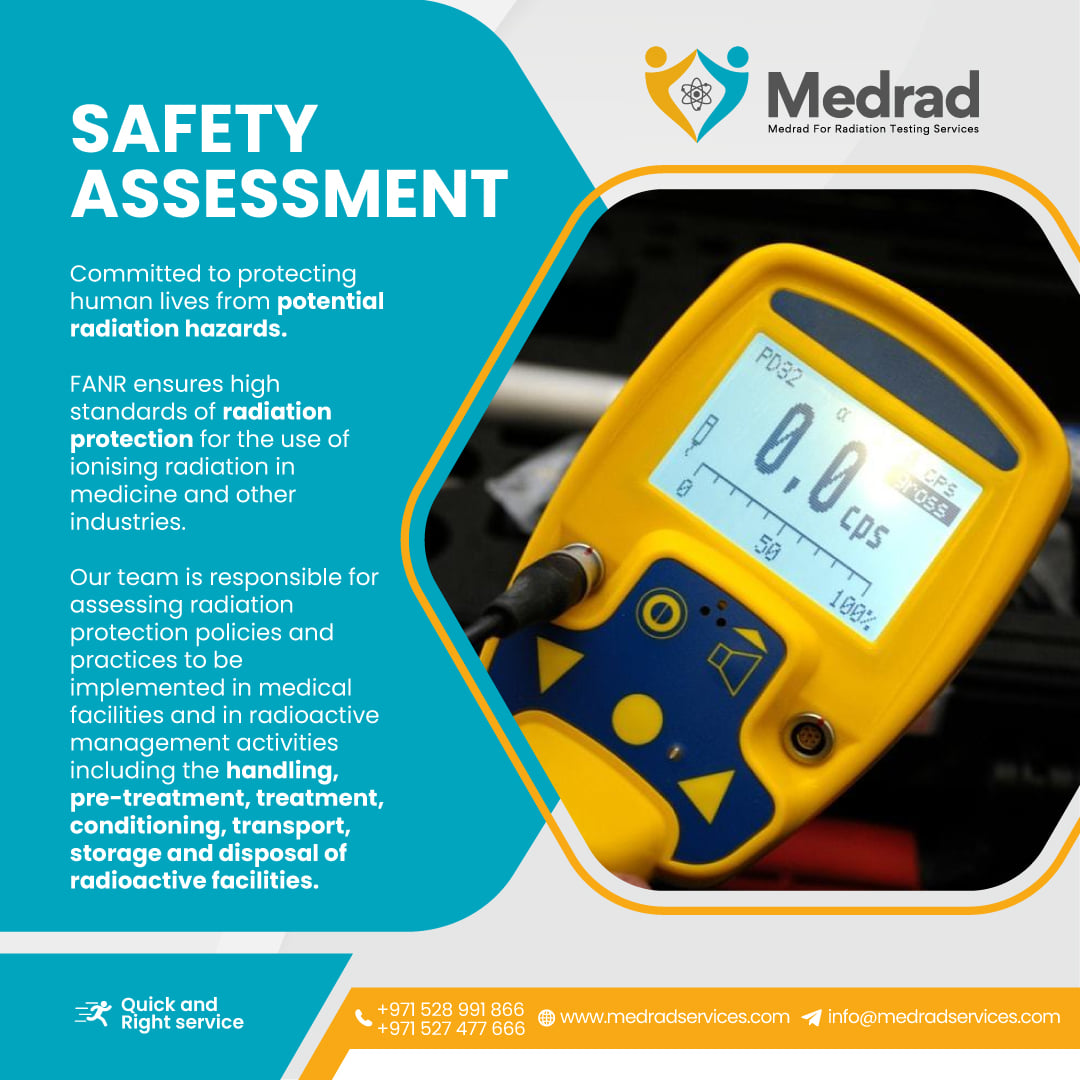 Medrad
Medrad For Radiation Testing Services
SAFETY
ASSESSMENT
Committed to protecting
human lives from potential
radiation hazards.
FANR ensures high
standards of radiation
protection for the use of
ionising radiation in
medicine and other
industries.
Our team is responsible for
assessing radiation
protection policies and
practices to be
implemented in medical
facilities and in radioactive
management activities
including the handling,
pre-treatment, treatment,
conditioning, transport,
storage and disposal of
radioactive facilities.
PD32
α
0,0 cps
CPS
gross
0 50 100%
Quick and
Right service
+971 528 991 866
+971 527 477 666
www.medradservices.com
info@medradservices.com